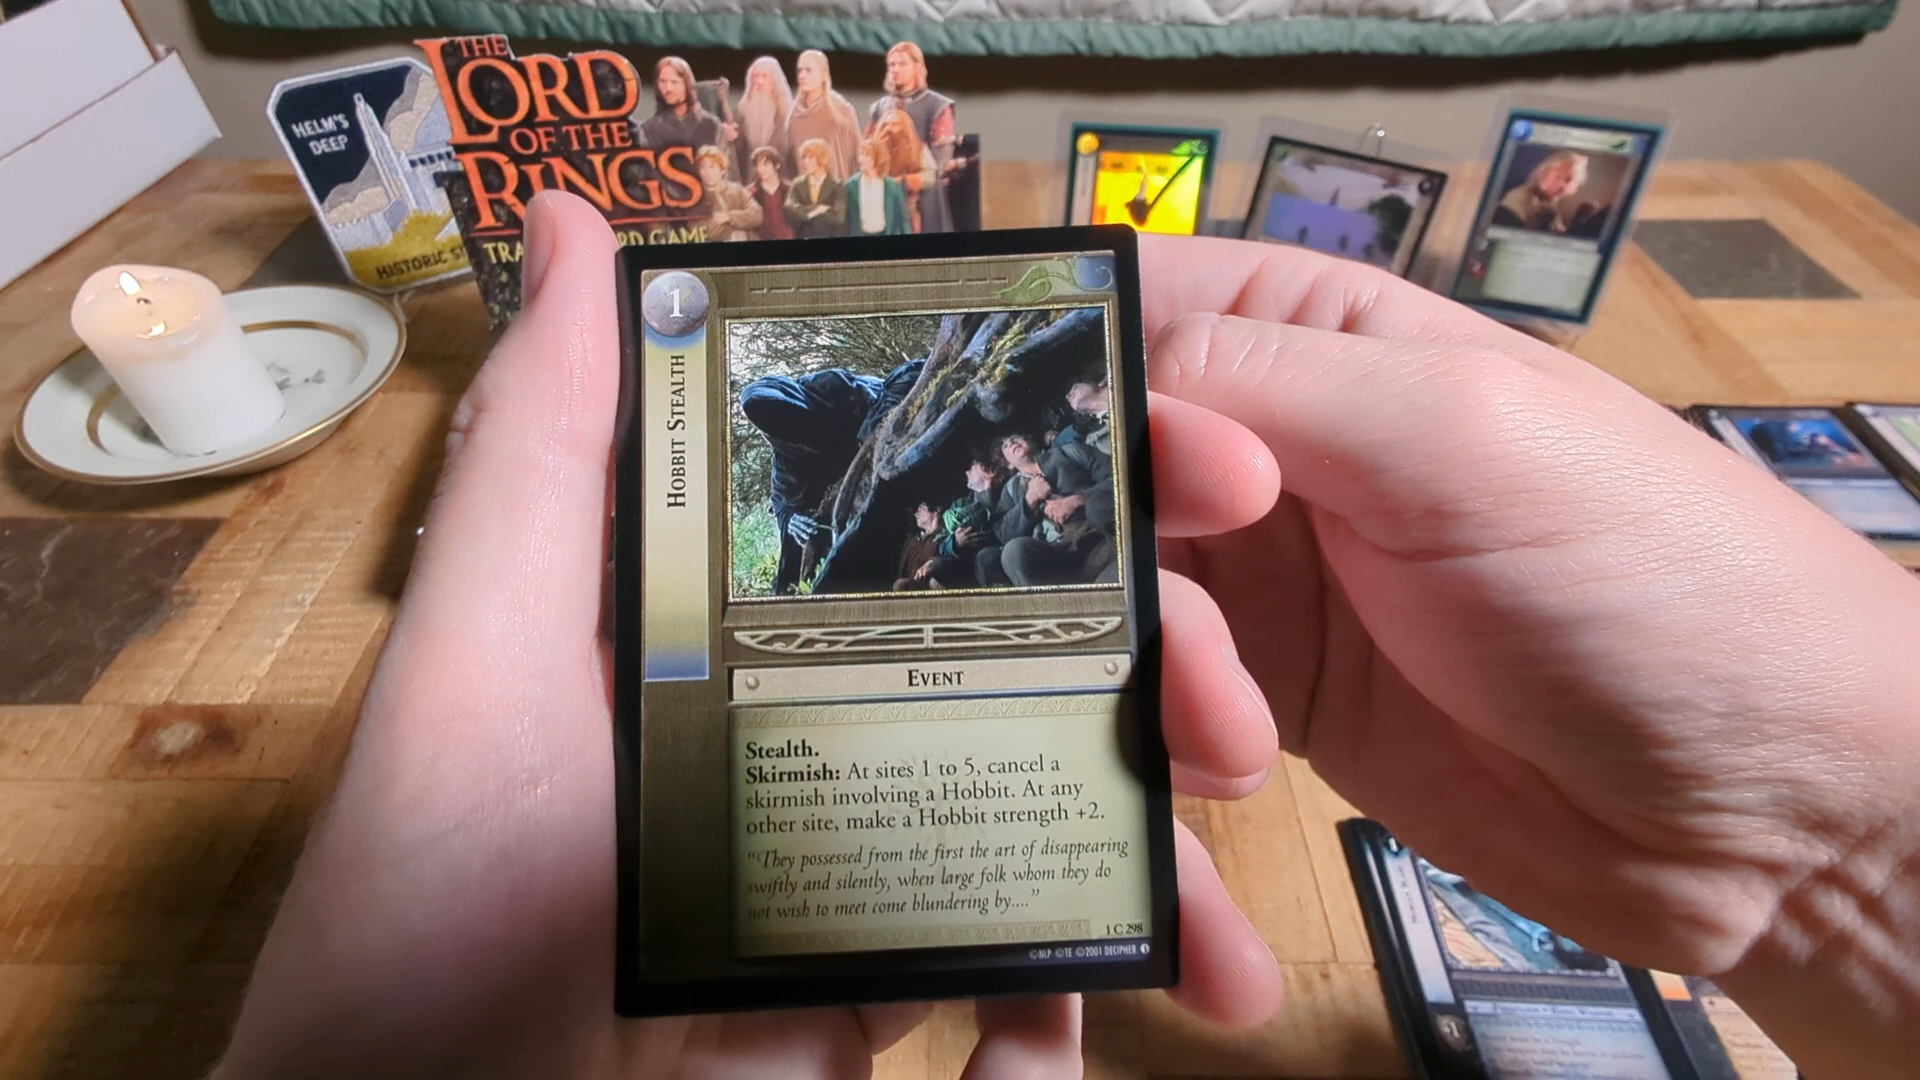 HELM'S
DEEP
HISTORIC
THE
LORD
OF THE
RINGS
1
HOBBIT STEALTH
EVENT
Stealth.
Skirmish: At sites 1 to 5, cancel a
skirmish involving a Hobbit. At any
other site, make a Hobbit strength +2.
"They possessed from the first the art of disappearing
swiftly and silently, when large folk whom they do
not wish to meet come blundering by...."
1 C 298
©NLP ©TE ©2001 DECIPHER